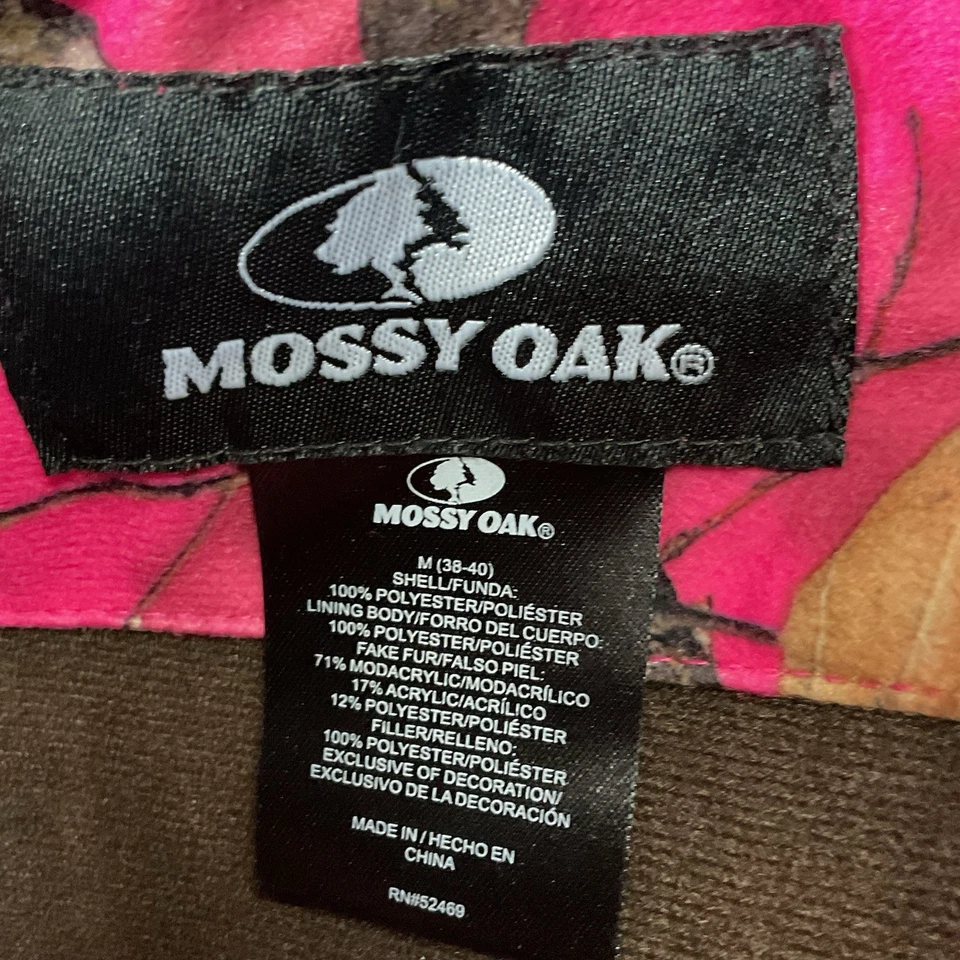 MOSSY OAK®
MOSSY OAK®
M (38-40)
SHELL/FUNDA:
100% POLYESTER/POLIÉSTER
LINING BODY/FORRO DEL CUERPO:
100% POLYESTER/POLIÉSTER
FAKE FUR/FALSO PIEL:
71% MODACRYLIC/MODACRÍLICO
17% ACRYLIC/ACRÍLICO
12% POLYESTER/POLIÉSTER
FILLER/RELLENO:
100% POLYESTER/POLIÉSTER
EXCLUSIVE OF DECORATION/
EXCLUSIVO DE LA DECORACIÓN
MADE IN / HECHO EN
CHINA
RN#52469